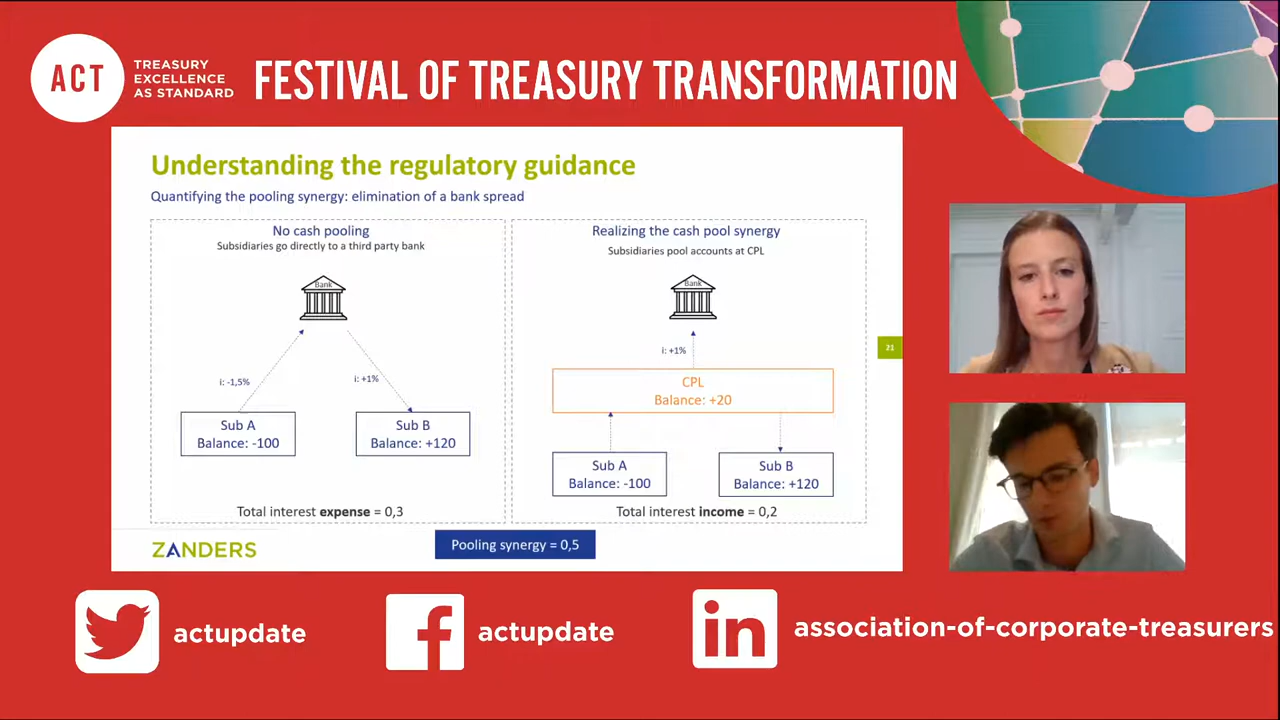 ACT
TREASURY
EXCELLENCE
AS STANDARD
FESTIVAL OF TREASURY TRANSFORMATION
Understanding the regulatory guidance
Quantifying the pooling synergy: elimination of a bank spread
No cash pooling
Subsidiaries go directly to a third party bank
Bank
i: -1,5%
i: +1%
Sub A
Balance: -100
Sub B
Balance: +120
Total interest expense = 0,3
Realizing the cash pool synergy
Subsidiaries pool accounts at CPL
Bank
i: +1%
CPL
Balance: +20
Sub A
Balance: -100
Sub B
Balance: +120
Total interest income = 0,2
21
ZANDERS
Pooling synergy = 0,5
actupdate
actupdate
in
association-of-corporate-treasurers